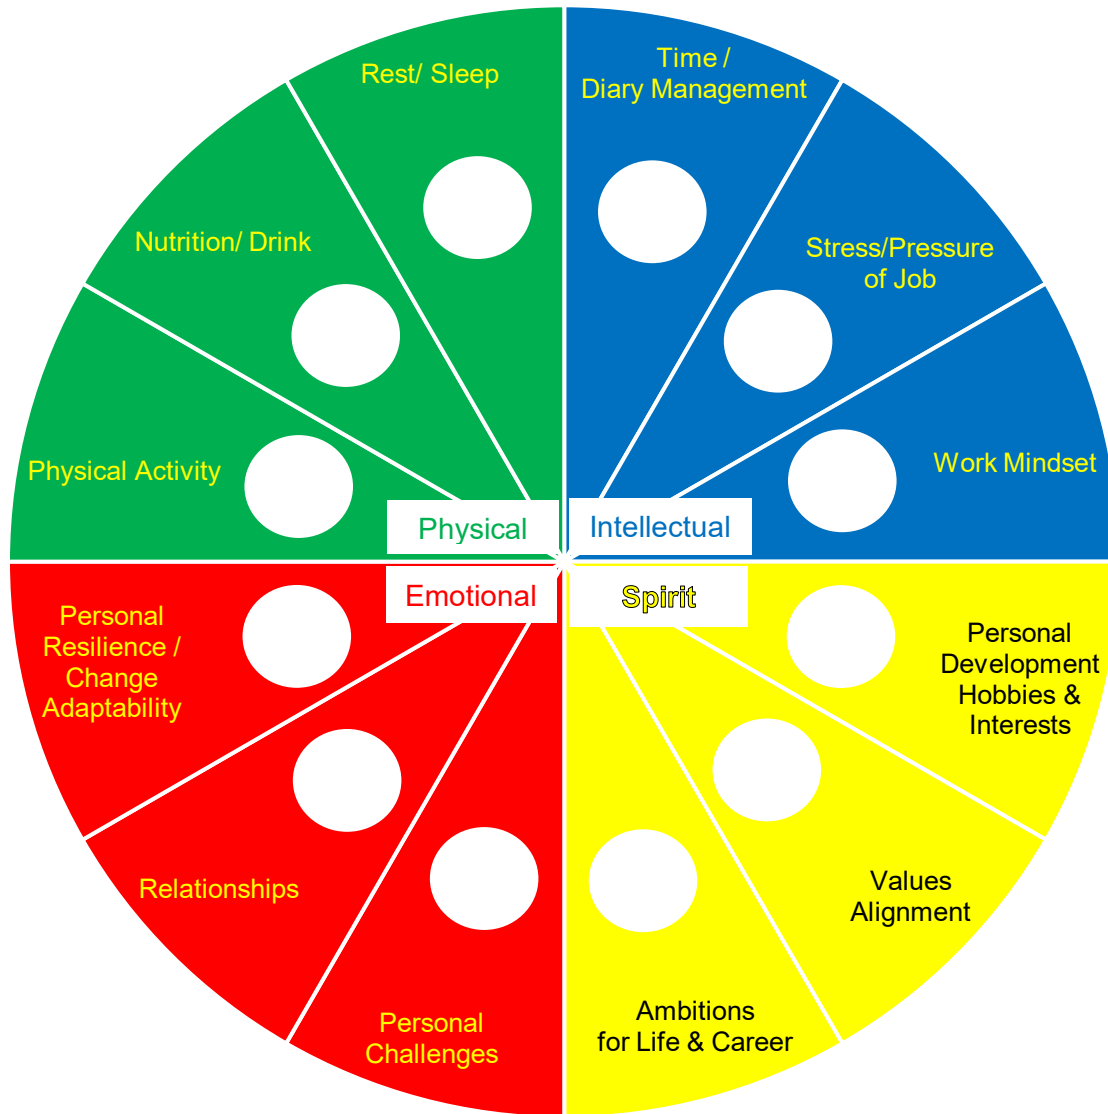 Rest/ Sleep
Time /
Diary Management
Nutrition/ Drink
Stress/Pressure
of Job
Physical Activity
Work Mindset
Physical
Intellectual
Emotional
Spirit
Personal
Resilience /
Change
Adaptability
Personal
Development
Hobbies &
Interests
Relationships
Values
Alignment
Personal
Challenges
Ambitions
for Life & Career